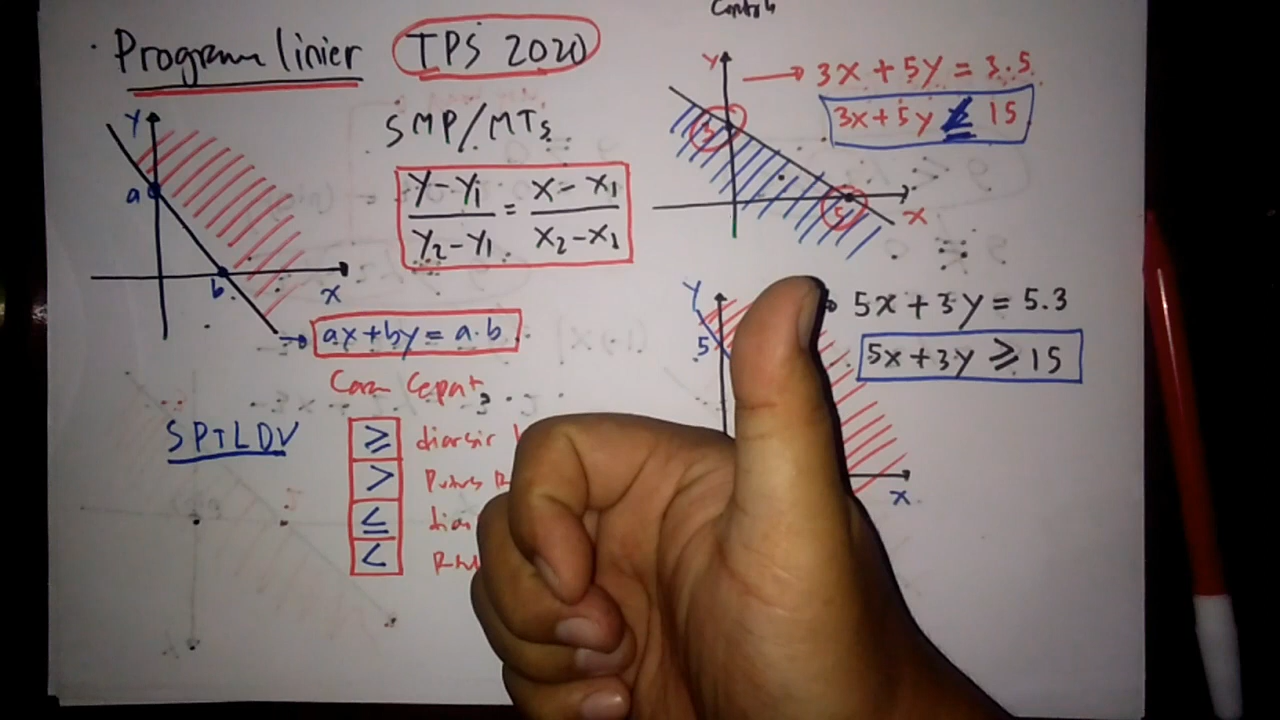 Program linier TPS 2020
SMP/MTs
y
a
b
x
y-y1 / y2-y1 = x-x1 / x2-x1
ax+by=a.b
Cara Cepat
SPTLDV
≥ diarsir
>
≤
<
Contoh
y
3
5
x
3x+5y=3.5
3x+5y ≤ 15
y
5
x
5x+3y=5.3
5x+3y ≥ 15